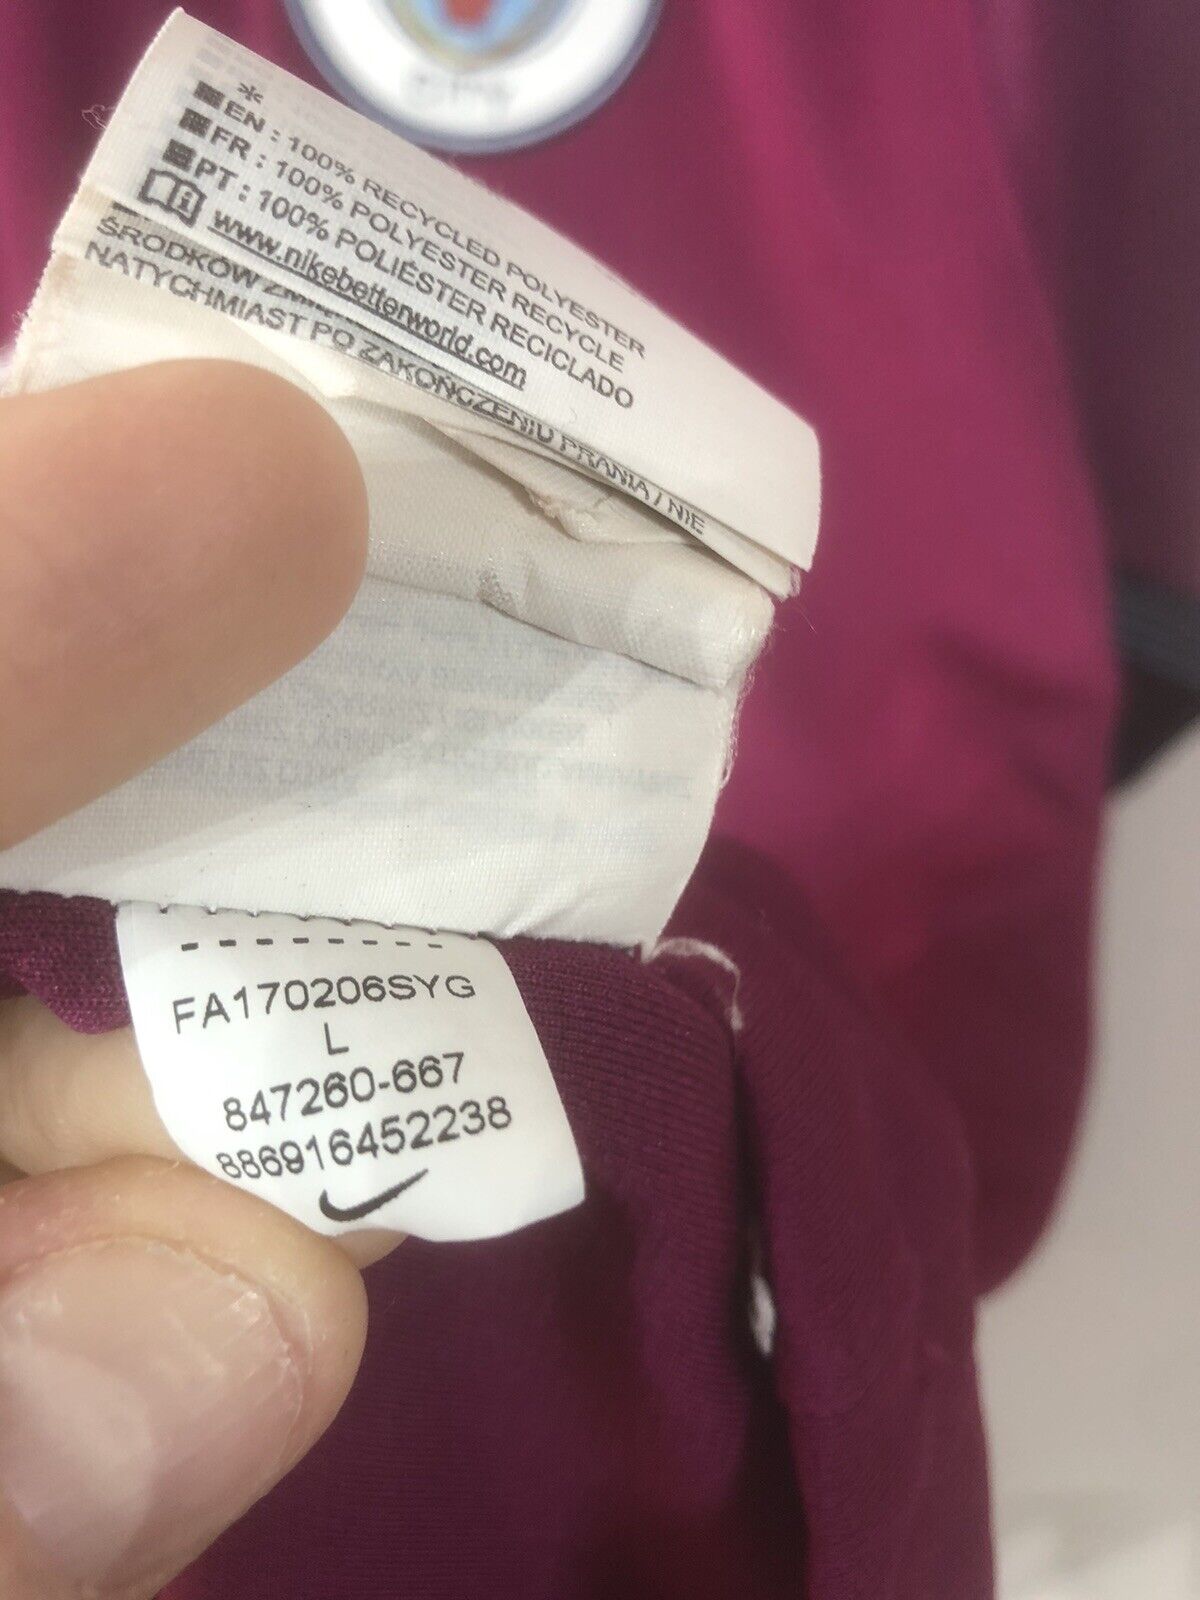 CITY
EN : 100% RECYCLED POLYESTER
FR : 100% POLYESTER RECYCLE
PT : 100% POLIÉSTER RECICLADO
www.nikebetterworld.com
ŚRODKÓW
NATYCHMIAST PO ZAKOŃCZENIU PRANIA / NIE
FA170206SYG
L
847260-667
886916452238